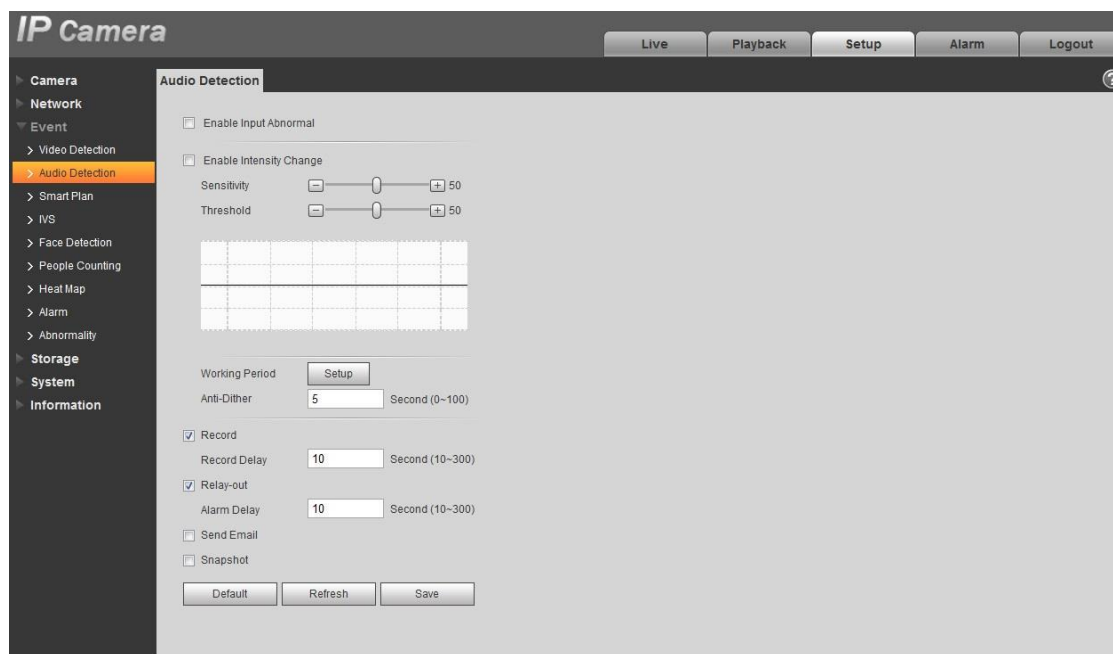 IP Camera
Live
Playback
Setup
Alarm
Logout
Camera
Network
Event
Video Detection
Audio Detection
Smart Plan
IVS
Face Detection
People Counting
Heat Map
Alarm
Abnormality
Storage
System
Information
Audio Detection
Enable Input Abnormal
Enable Intensity Change
Sensitivity 50
Threshold 50
Working Period Setup
Anti-Dither 5 Second (0~100)
Record
Record Delay 10 Second (10~300)
Relay-out
Alarm Delay 10 Second (10~300)
Send Email
Snapshot
Default Refresh Save